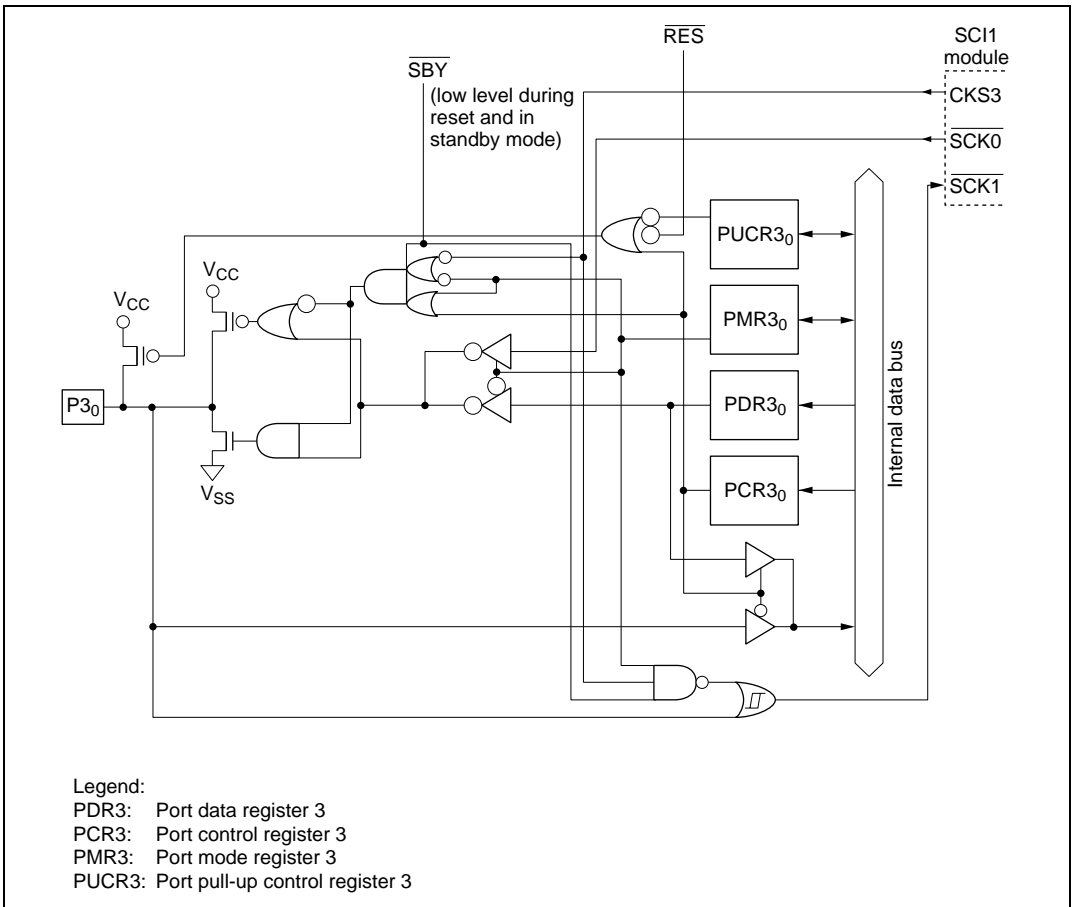 RES
SCI1
module
SBY
(low level during
reset and in
standby mode)
CKS3
SCK0
SCK1
PUCR3₀
VCC
VCC
PMR3₀
P3₀
PDR3₀
Internal data bus
VSS
PCR3₀
Legend:
PDR3: Port data register 3
PCR3: Port control register 3
PMR3: Port mode register 3
PUCR3: Port pull-up control register 3